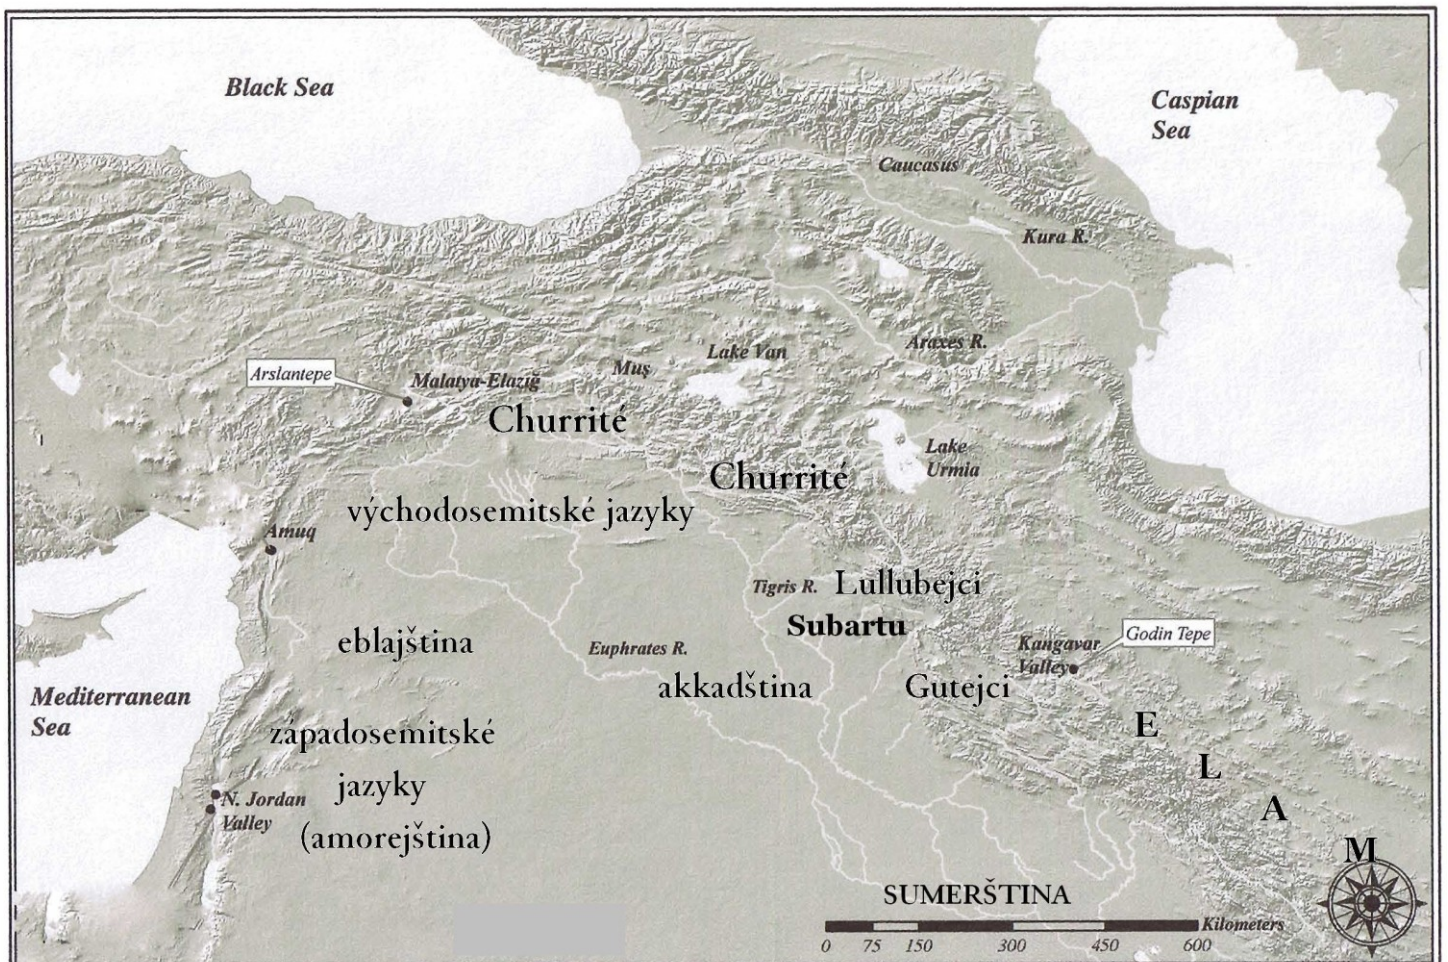 Black Sea
Caspian
Sea
Caucasus
Kura R.
Araxes R.
Lake Van
Muş
Arslantepe
Malatya-Elazığ
Churrité
Lake
Urmia
Churrité
východosemitské jazyky
Amuq
Tigris R.
Lullubejci
Subartu
eblajština
Euphrates R.
Kangavar
Valley
Godin Tepe
akkadština
Gutejci
Mediterranean
Sea
E
L
A
M
západosemitské
jazyky
(amorejština)
N. Jordan
Valley
SUMERŠTINA
Kilometers
0 75 150 300 450 600